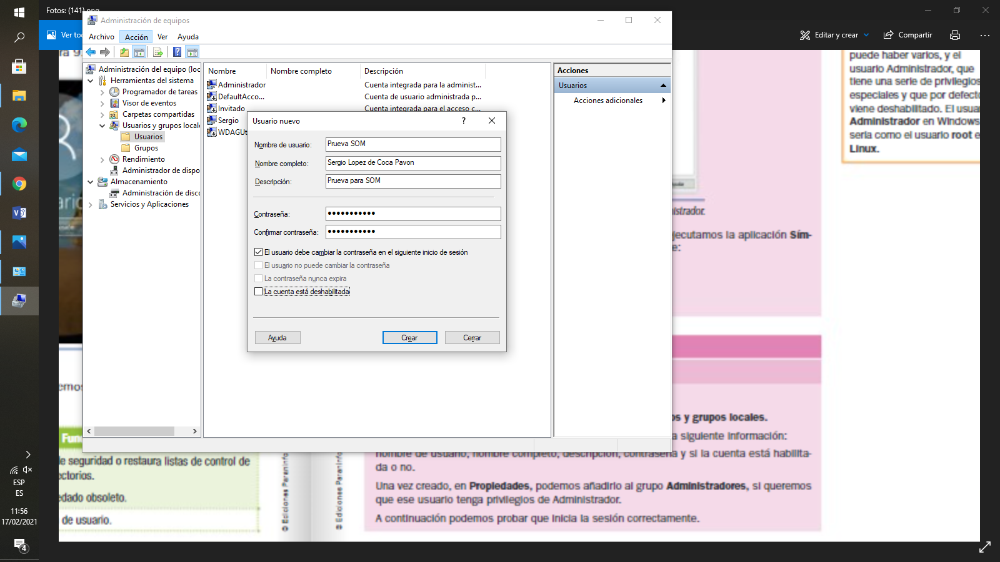 Fotos: (141).png
Ver to
Editar y crear
Compartir
Administración de equipos
Archivo Acción Ver Ayuda
Administración del equipo (loc
Herramientas del sistema
Programador de tareas
Visor de eventos
Carpetas compartidas
Usuarios y grupos local
Usuarios
Grupos
Rendimiento
Administrador de dispo
Almacenamiento
Administración de disc
Servicios y Aplicaciones
Nombre Nombre completo Descripción
Administrador Cuenta integrada para la administ...
DefaultAcco... Cuenta de usuario administrada p...
Invitado Cuenta integrada para el acceso c...
Sergio
WDAGUt
Acciones
Usuarios
Acciones adicionales
Usuario nuevo
?
Nombre de usuario: Prueva SOM
Nombre completo: Sergio Lopez de Coca Pavon
Descripción: Prueva para SOM
Contraseña: •••••••••••
Confirmar contraseña: •••••••••••
El usuario debe cambiar la contraseña en el siguiente inicio de sesión
El usuario no puede cambiar la contraseña
La contraseña nunca expira
La cuenta está deshabilitada
Ayuda Crear Cerrar
puede haber varios, y el
usuario Administrador, que
tiene una serie de privilegios
especiales y que por defecto
viene deshabilitado. El usua
Administrador en Windows
sería como el usuario root e
Linux.
istrador.
jecutamos la aplicación Sím-
e:
os y grupos locales.
a siguiente información:
nombre de usuario, nombre completo, descripción, contraseña y si la cuenta está habilita-
da o no.
Una vez creado, en Propiedades, podemos añadirlo al grupo Administradores, si queremos
que ese usuario tenga privilegios de Administrador.
A continuación podemos probar que inicia la sesión correctamente.
ra 9.
ario
emos
Fun
le seguridad o restaura listas de control de
ectorios.
edado obsoleto.
de usuario.
© Ediciones Paraninfo
© Ediciones Paraninfo
ESP
ES
11:56
17/02/2021
4